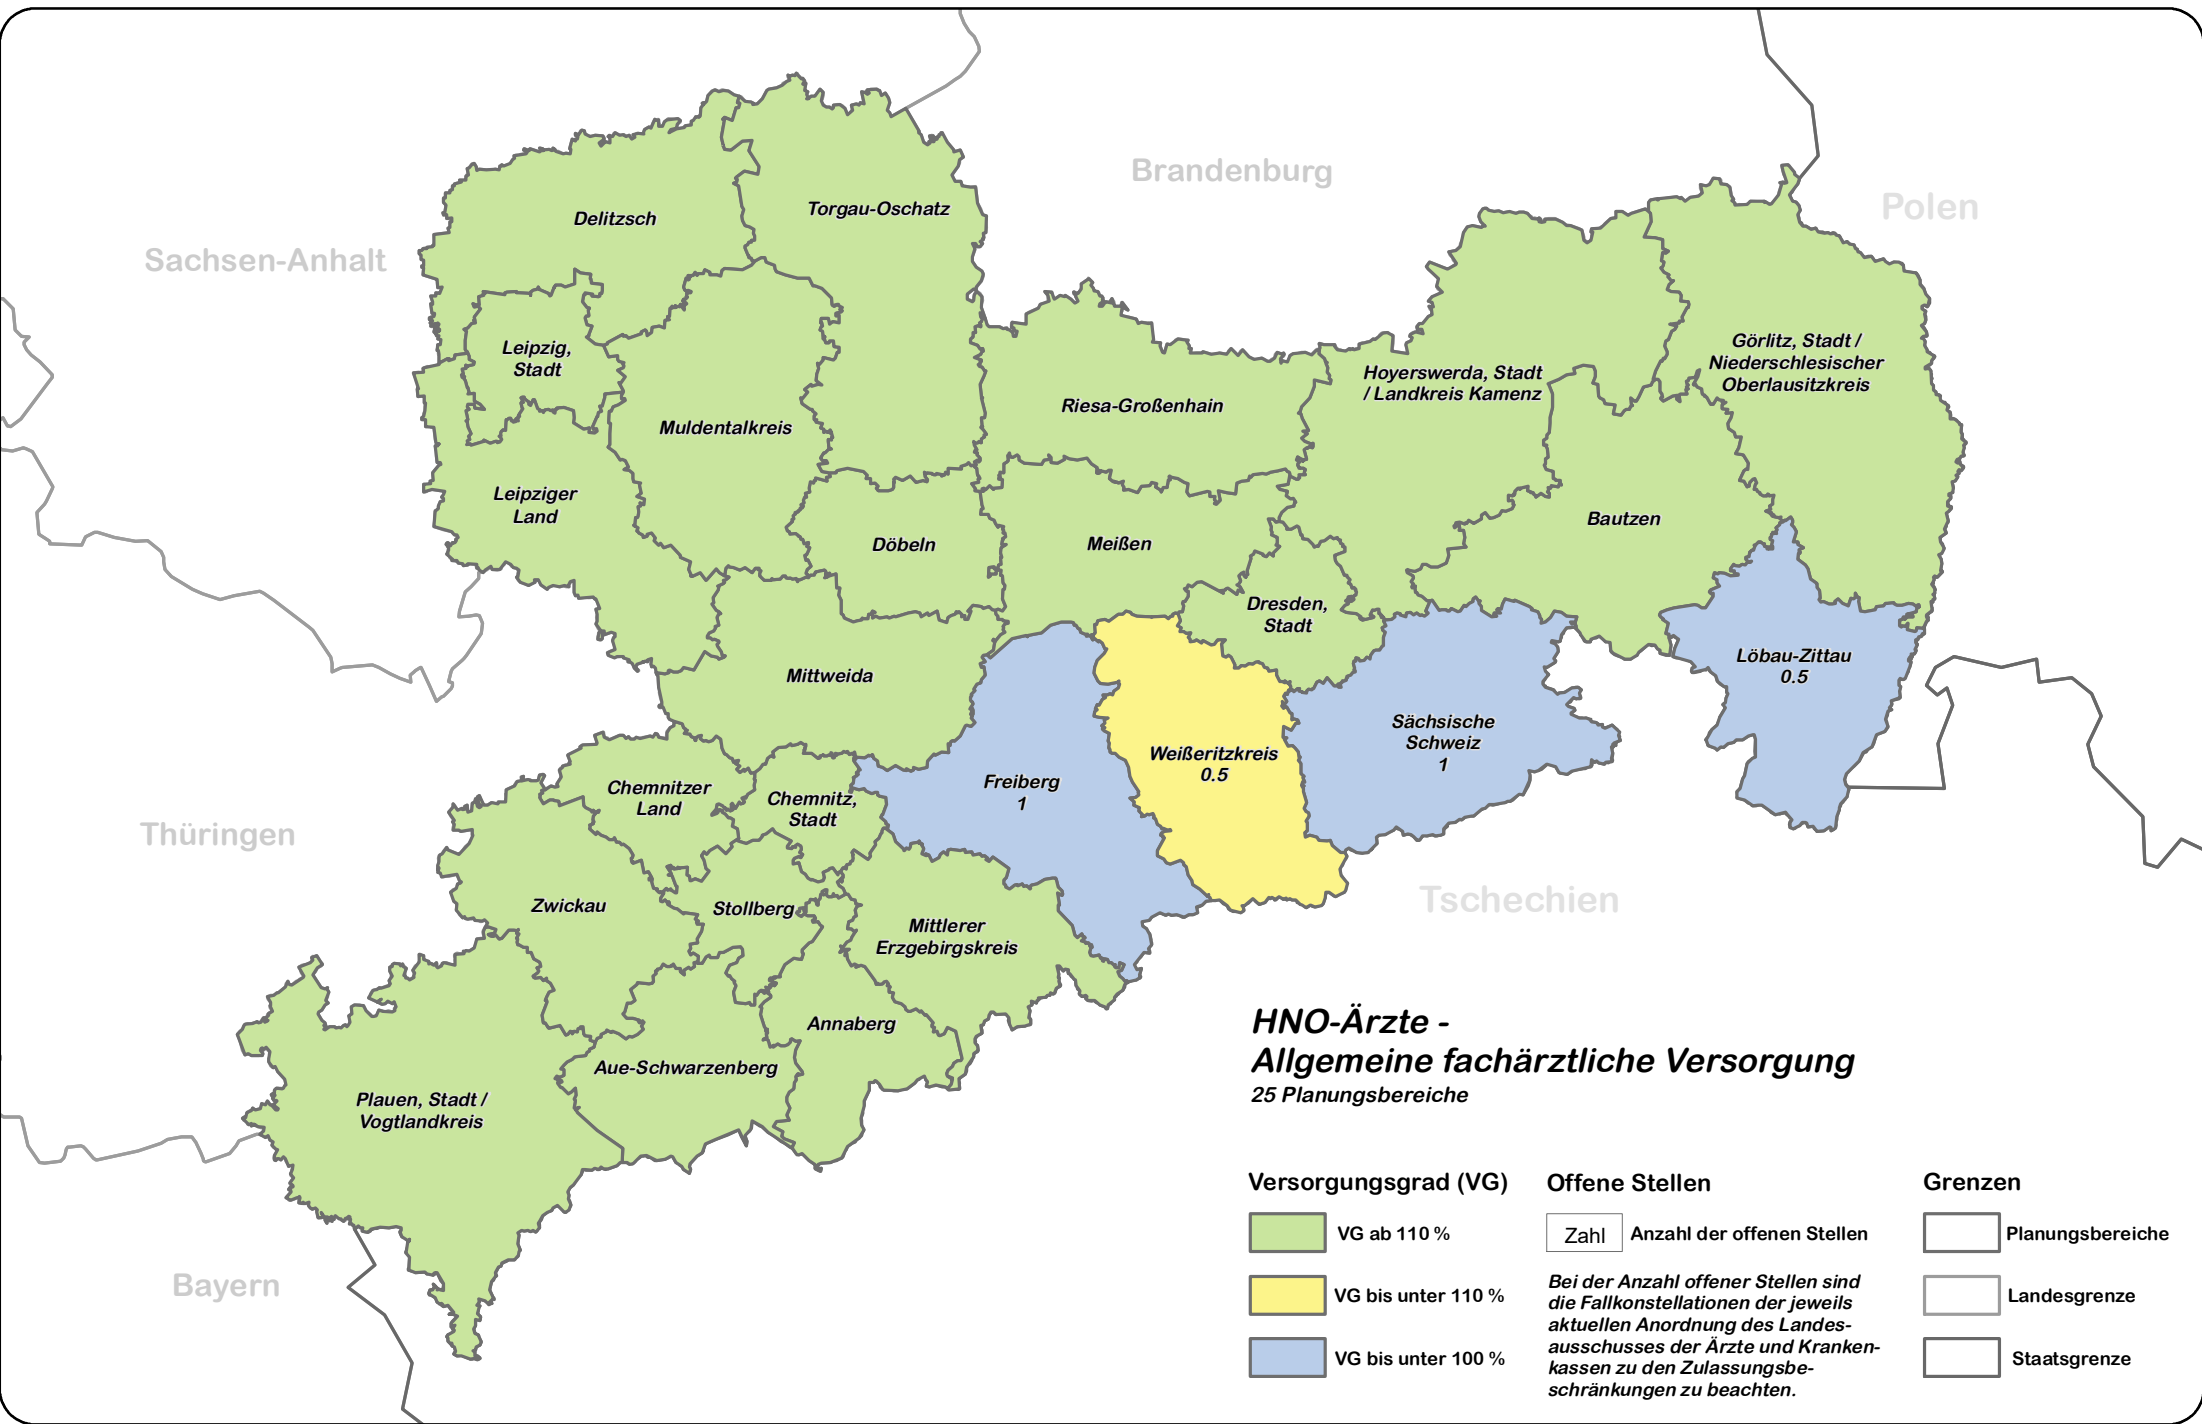 Brandenburg
Polen
Sachsen-Anhalt
Thüringen
Tschechien
Bayern
Delitzsch
Torgau-Oschatz
Leipzig,
Stadt
Muldentalkreis
Leipziger
Land
Döbeln
Riesa-Großenhain
Meißen
Hoyerswerda, Stadt
/ Landkreis Kamenz
Görlitz, Stadt /
Niederschlesischer
Oberlausitzkreis
Bautzen
Dresden,
Stadt
Löbau-Zittau
0.5
Mittweida
Sächsische
Schweiz
1
Weißeritzkreis
0.5
Freiberg
1
Chemnitzer
Land
Chemnitz,
Stadt
Zwickau
Stollberg
Mittlerer
Erzgebirgskreis
Annaberg
Aue-Schwarzenberg
Plauen, Stadt /
Vogtlandkreis
HNO-Ärzte -
Allgemeine fachärztliche Versorgung
25 Planungsbereiche
Versorgungsgrad (VG)
VG ab 110 %
VG bis unter 110 %
VG bis unter 100 %
Offene Stellen
Zahl
Anzahl der offenen Stellen
Bei der Anzahl offener Stellen sind
die Fallkonstellationen der jeweils
aktuellen Anordnung des Landes-
ausschusses der Ärzte und Kranken-
kassen zu den Zulassungsbe-
schränkungen zu beachten.
Grenzen
Planungsbereiche
Landesgrenze
Staatsgrenze